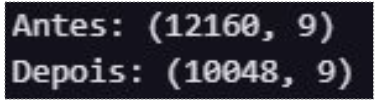 Antes: (12160, 9)
Depois: (10048, 9)